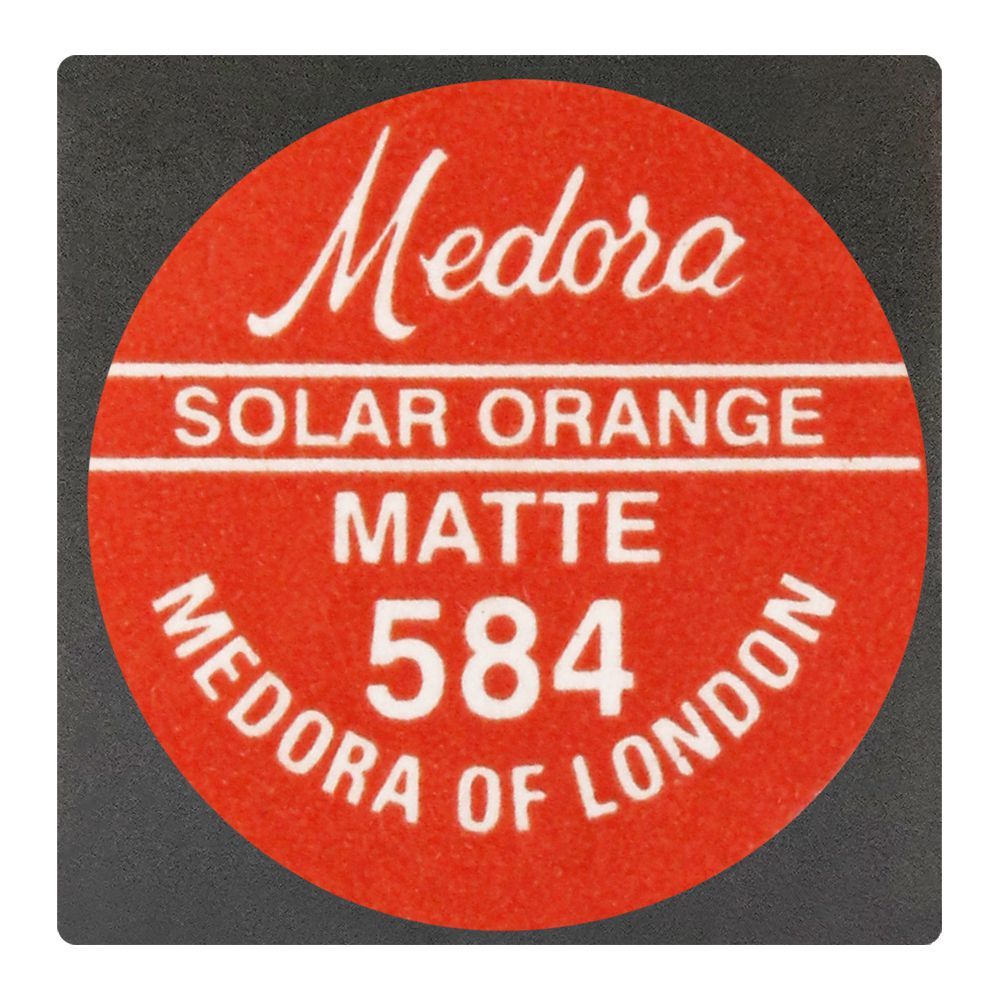 Medora
SOLAR ORANGE
MATTE
584
MEDORA OF LONDON